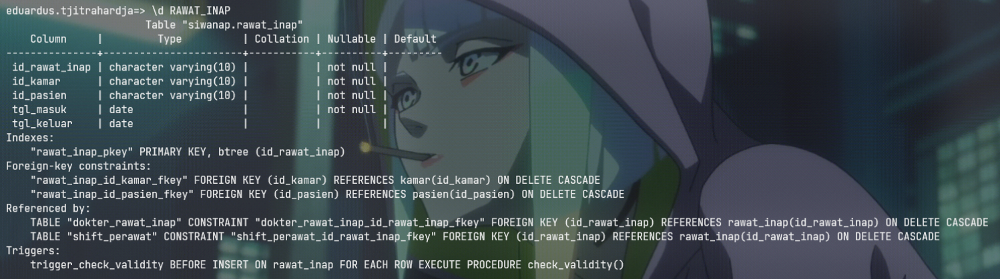 eduardus.tjitrahardja=> \d RAWAT_INAP
                       Table "siwanap.rawat_inap"
    Column     |         Type          | Collation | Nullable | Default
---------------+-----------------------+-----------+----------+---------
 id_rawat_inap | character varying(10) |           | not null |
 id_kamar      | character varying(10) |           | not null |
 id_pasien     | character varying(10) |           | not null |
 tgl_masuk     | date                  |           | not null |
 tgl_keluar    | date                  |           |          |
Indexes:
    "rawat_inap_pkey" PRIMARY KEY, btree (id_rawat_inap)
Foreign-key constraints:
    "rawat_inap_id_kamar_fkey" FOREIGN KEY (id_kamar) REFERENCES kamar(id_kamar) ON DELETE CASCADE
    "rawat_inap_id_pasien_fkey" FOREIGN KEY (id_pasien) REFERENCES pasien(id_pasien) ON DELETE CASCADE
Referenced by:
    TABLE "dokter_rawat_inap" CONSTRAINT "dokter_rawat_inap_id_rawat_inap_fkey" FOREIGN KEY (id_rawat_inap) REFERENCES rawat_inap(id_rawat_inap) ON DELETE CASCADE
    TABLE "shift_perawat" CONSTRAINT "shift_perawat_id_rawat_inap_fkey" FOREIGN KEY (id_rawat_inap) REFERENCES rawat_inap(id_rawat_inap) ON DELETE CASCADE
Triggers:
    trigger_check_validity BEFORE INSERT ON rawat_inap FOR EACH ROW EXECUTE PROCEDURE check_validity()